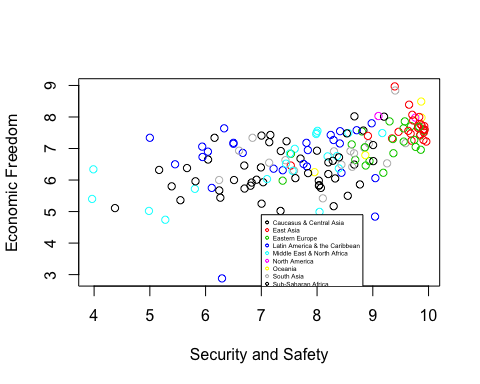 Economic Freedom
9
8
7
6
5
4
3
Caucasus & Central Asia
East Asia
Eastern Europe
Latin America & the Caribbean
Middle East & North Africa
North America
Oceania
South Asia
Sub-Saharan Africa
4 5 6 7 8 9 10
Security and Safety